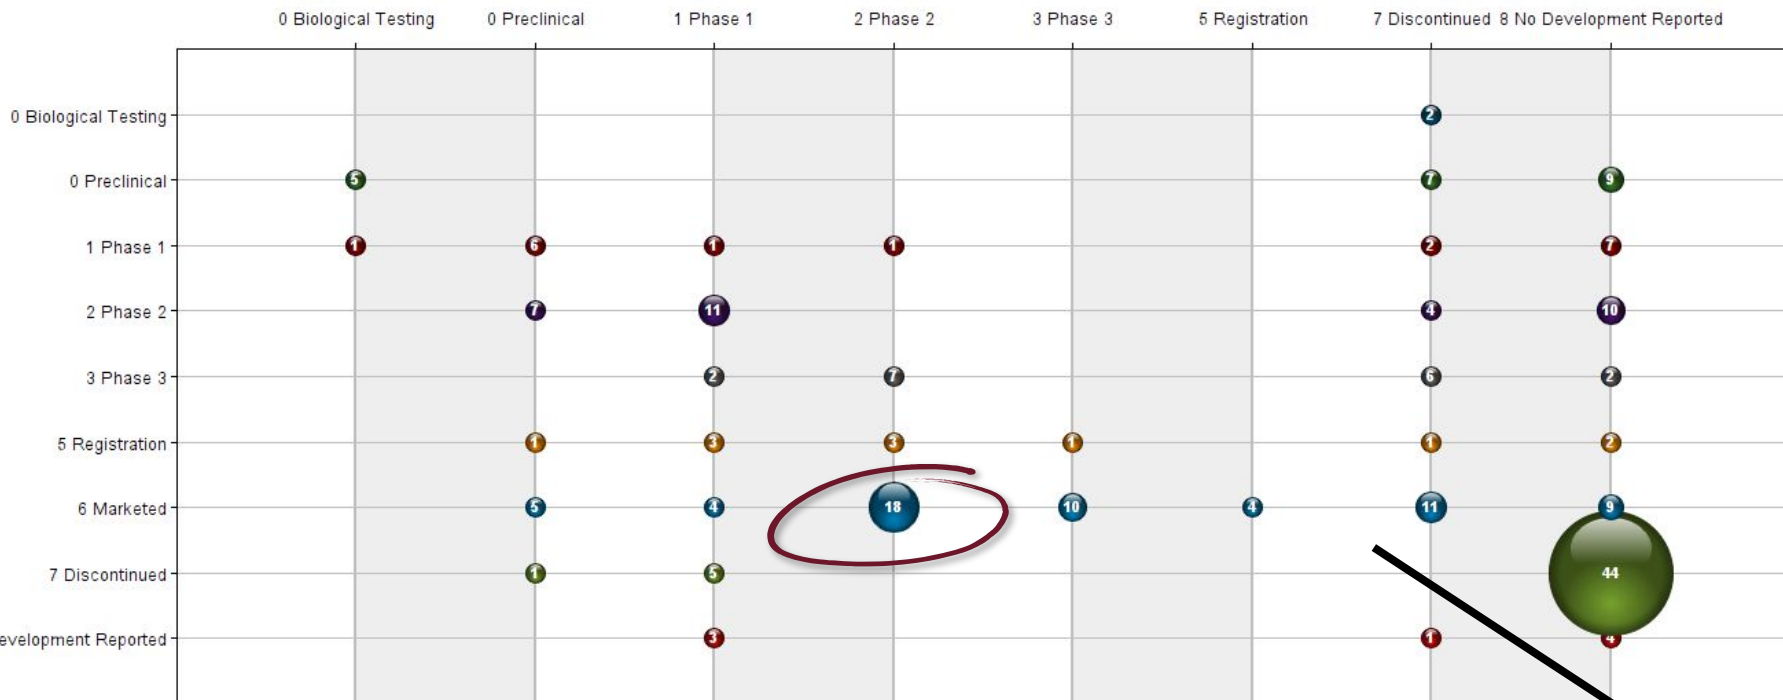 0 Biological Testing 0 Preclinical 1 Phase 1 2 Phase 2 3 Phase 3 5 Registration 7 Discontinued 8 No Development Reported
0 Biological Testing 2
0 Preclinical 5 7 9
1 Phase 1 1 6 1 1 2 7
2 Phase 2 7 11 4 10
3 Phase 3 2 7 6 2
5 Registration 1 3 3 1 1 2
6 Marketed 5 4 18 10 4 11 9
7 Discontinued 1 5 44
evelopment Reported 3 1 4